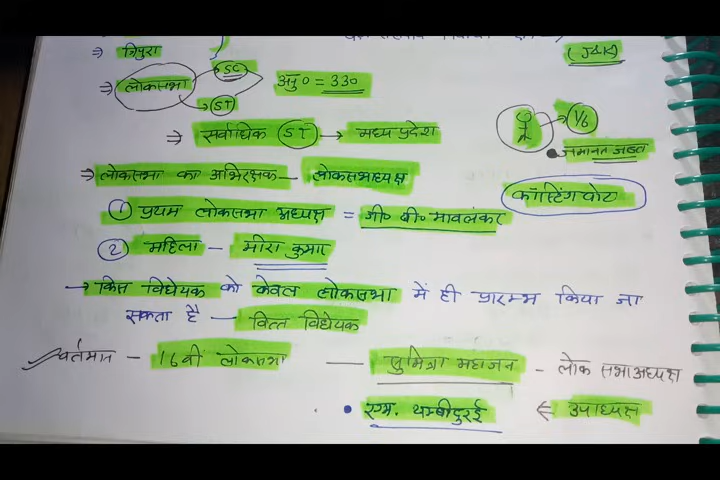 ⇒ त्रिपुरा
(J&K)
⇒ लोकसभा → SC → ST अनु० = 330
⇒ सर्वाधिक ST → मध्य प्रदेश
1/6
● जमानत जब्त
⇒ लोकसभा का अभिरक्षक — लोकसभाध्यक्ष
कॉस्टिंग वोट
① प्रथम लोकसभा अध्यक्ष = जी० वी० मावलंकर
② महिला — मीरा कुमार
→ किस विधेयक को केवल लोकसभा में ही प्रारम्भ किया जा
सकता है — वित्त विधेयक
वर्तमान — 16वीं लोकसभा — सुमित्रा महाजन — लोक सभा अध्यक्ष
• एम. थम्बीदुरई ⇐ उपाध्यक्ष